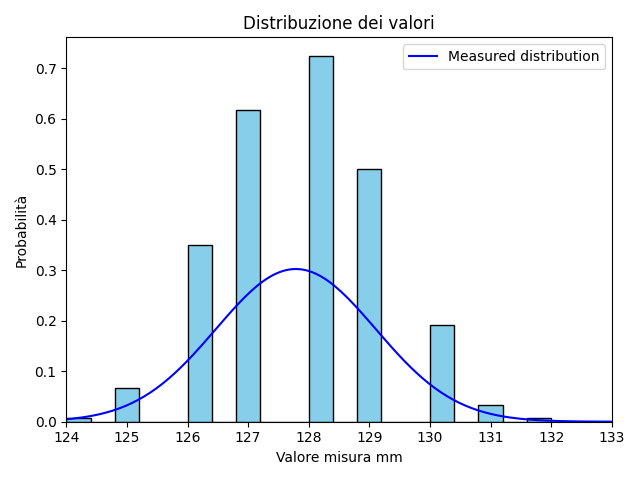 Distribuzione dei valori
Measured distribution
0.7
0.6
0.5
0.4
0.3
0.2
0.1
0.0
Probabilità
124 125 126 127 128 129 130 131 132 133
Valore misura mm